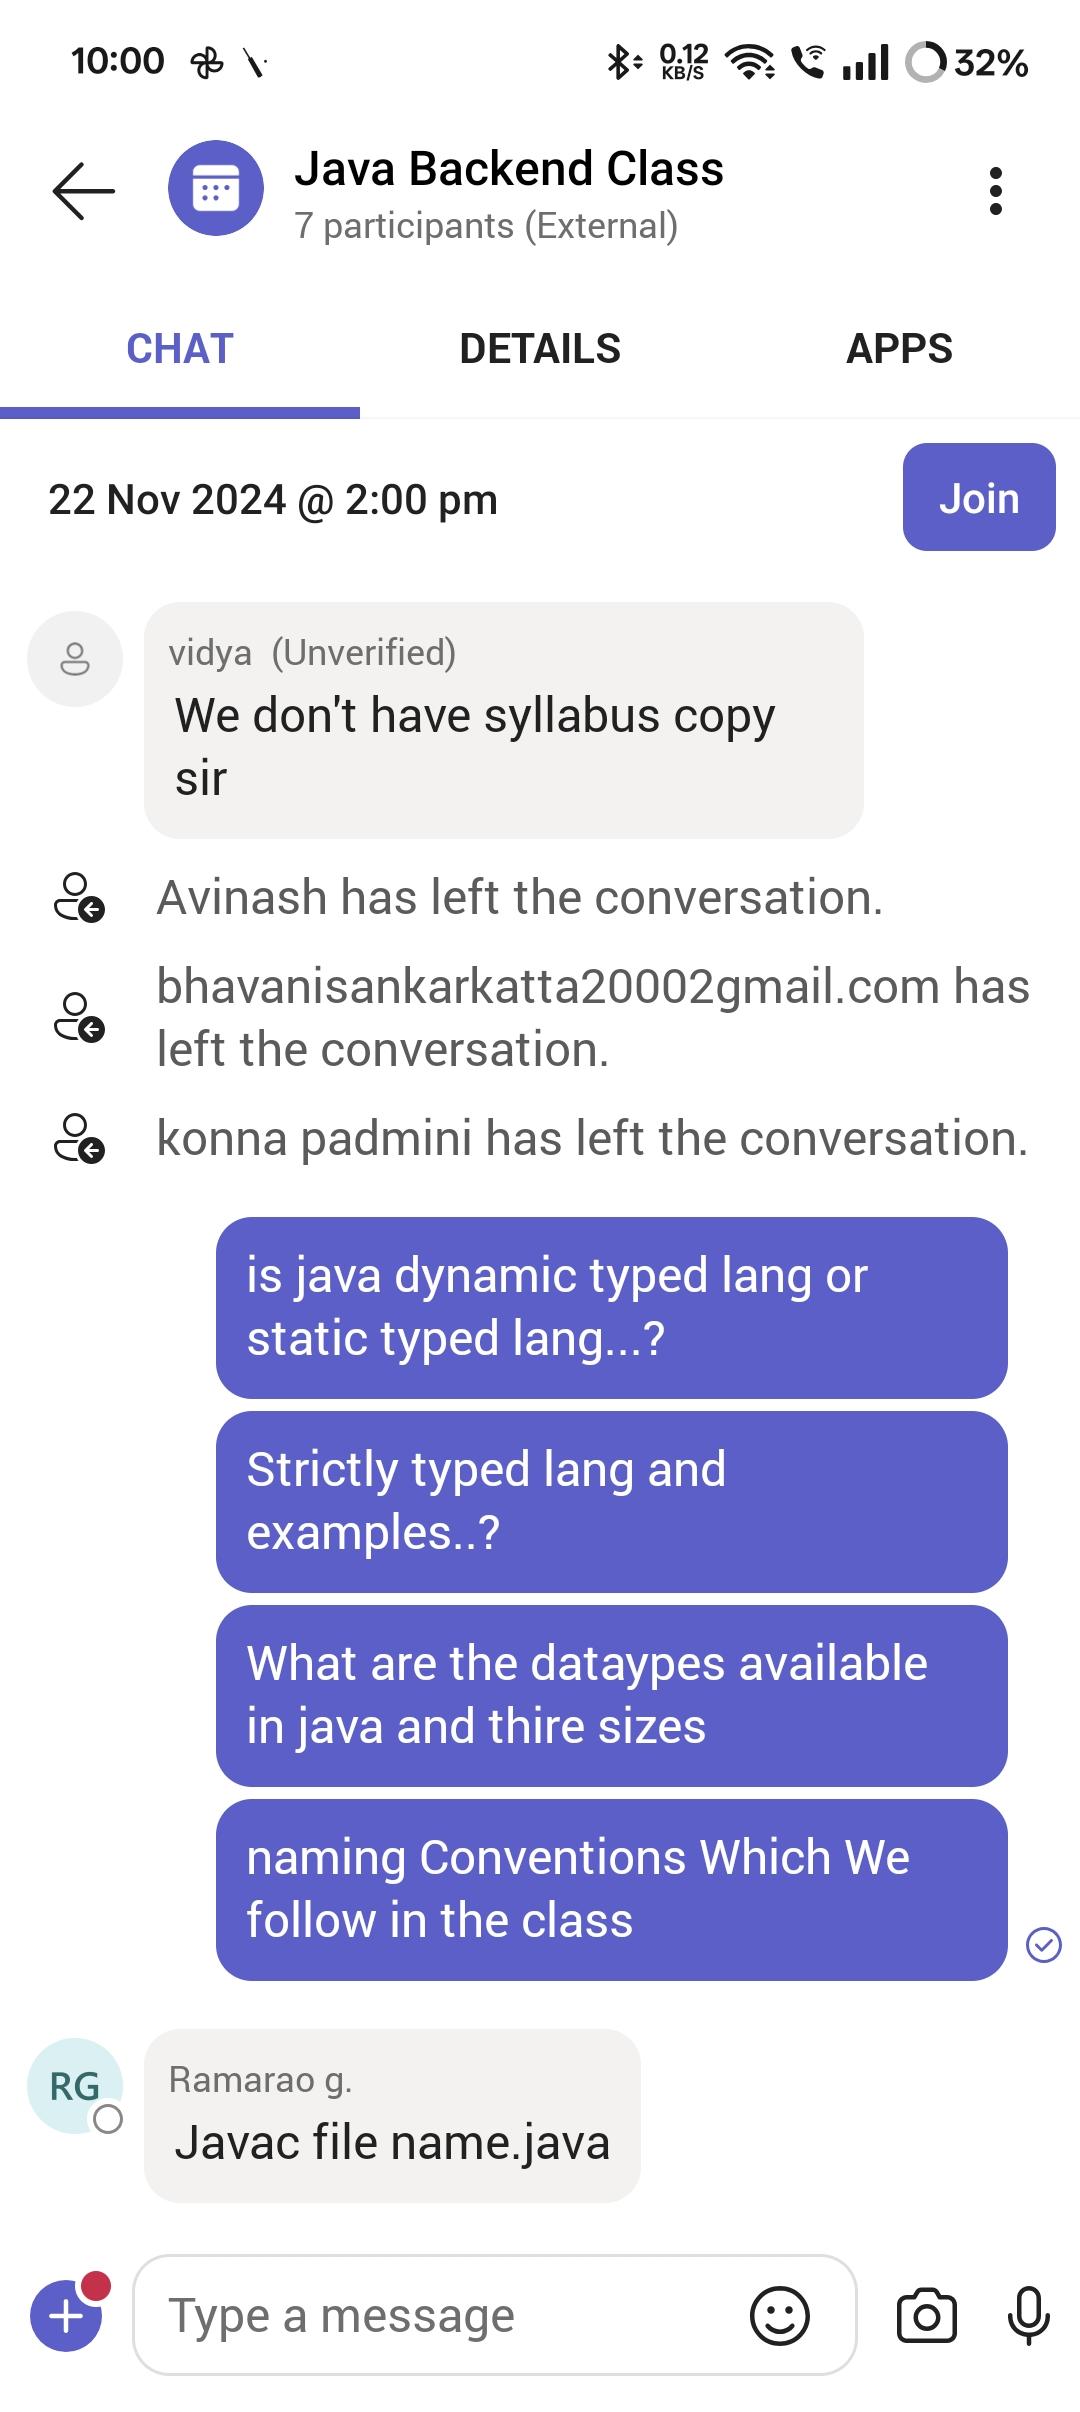 10:00 0.12 KB/S 32%
Java Backend Class
7 participants (External)
CHAT DETAILS APPS
22 Nov 2024 @ 2:00 pm Join
vidya (Unverified)
We don't have syllabus copy
sir
Avinash has left the conversation.
bhavanisankarkatta20002gmail.com has
left the conversation.
konna padmini has left the conversation.
is java dynamic typed lang or
static typed lang...?
Strictly typed lang and
examples..?
What are the dataypes available
in java and thire sizes
naming Conventions Which We
follow in the class
RG
Ramarao g.
Javac file name.java
Type a message